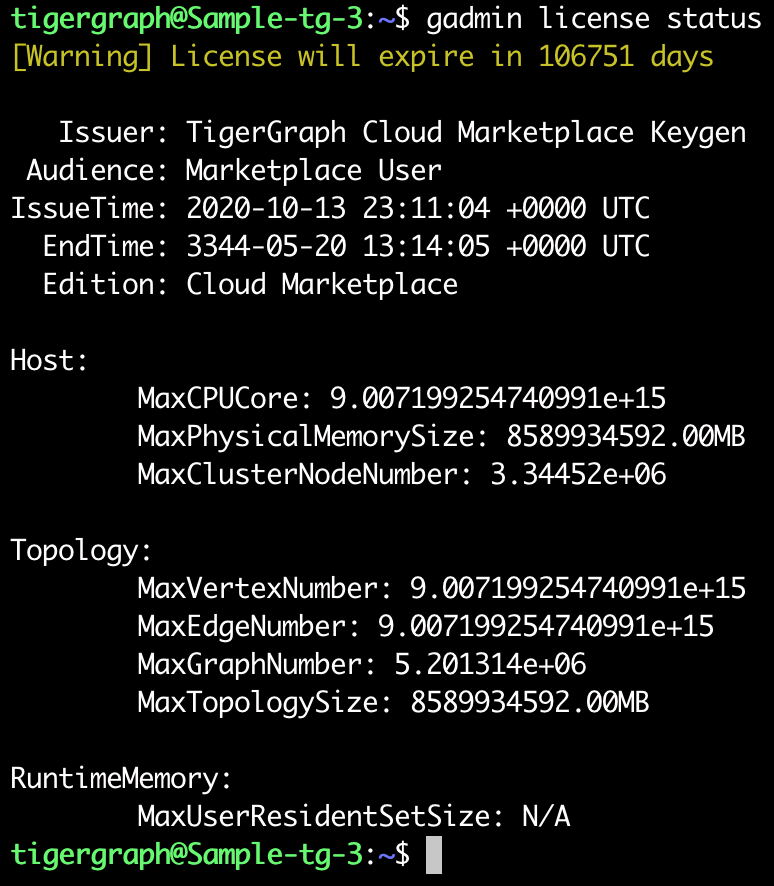 tigergraph@Sample-tg-3:~$ gadmin license status
[Warning] License will expire in 106751 days
Issuer: TigerGraph Cloud Marketplace Keygen
Audience: Marketplace User
IssueTime: 2020-10-13 23:11:04 +0000 UTC
EndTime: 3344-05-20 13:14:05 +0000 UTC
Edition: Cloud Marketplace
Host:
MaxCPUCore: 9.007199254740991e+15
MaxPhysicalMemorySize: 8589934592.00MB
MaxClusterNodeNumber: 3.34452e+06
Topology:
MaxVertexNumber: 9.007199254740991e+15
MaxEdgeNumber: 9.007199254740991e+15
MaxGraphNumber: 5.201314e+06
MaxTopologySize: 8589934592.00MB
RuntimeMemory:
MaxUserResidentSetSize: N/A
tigergraph@Sample-tg-3:~$